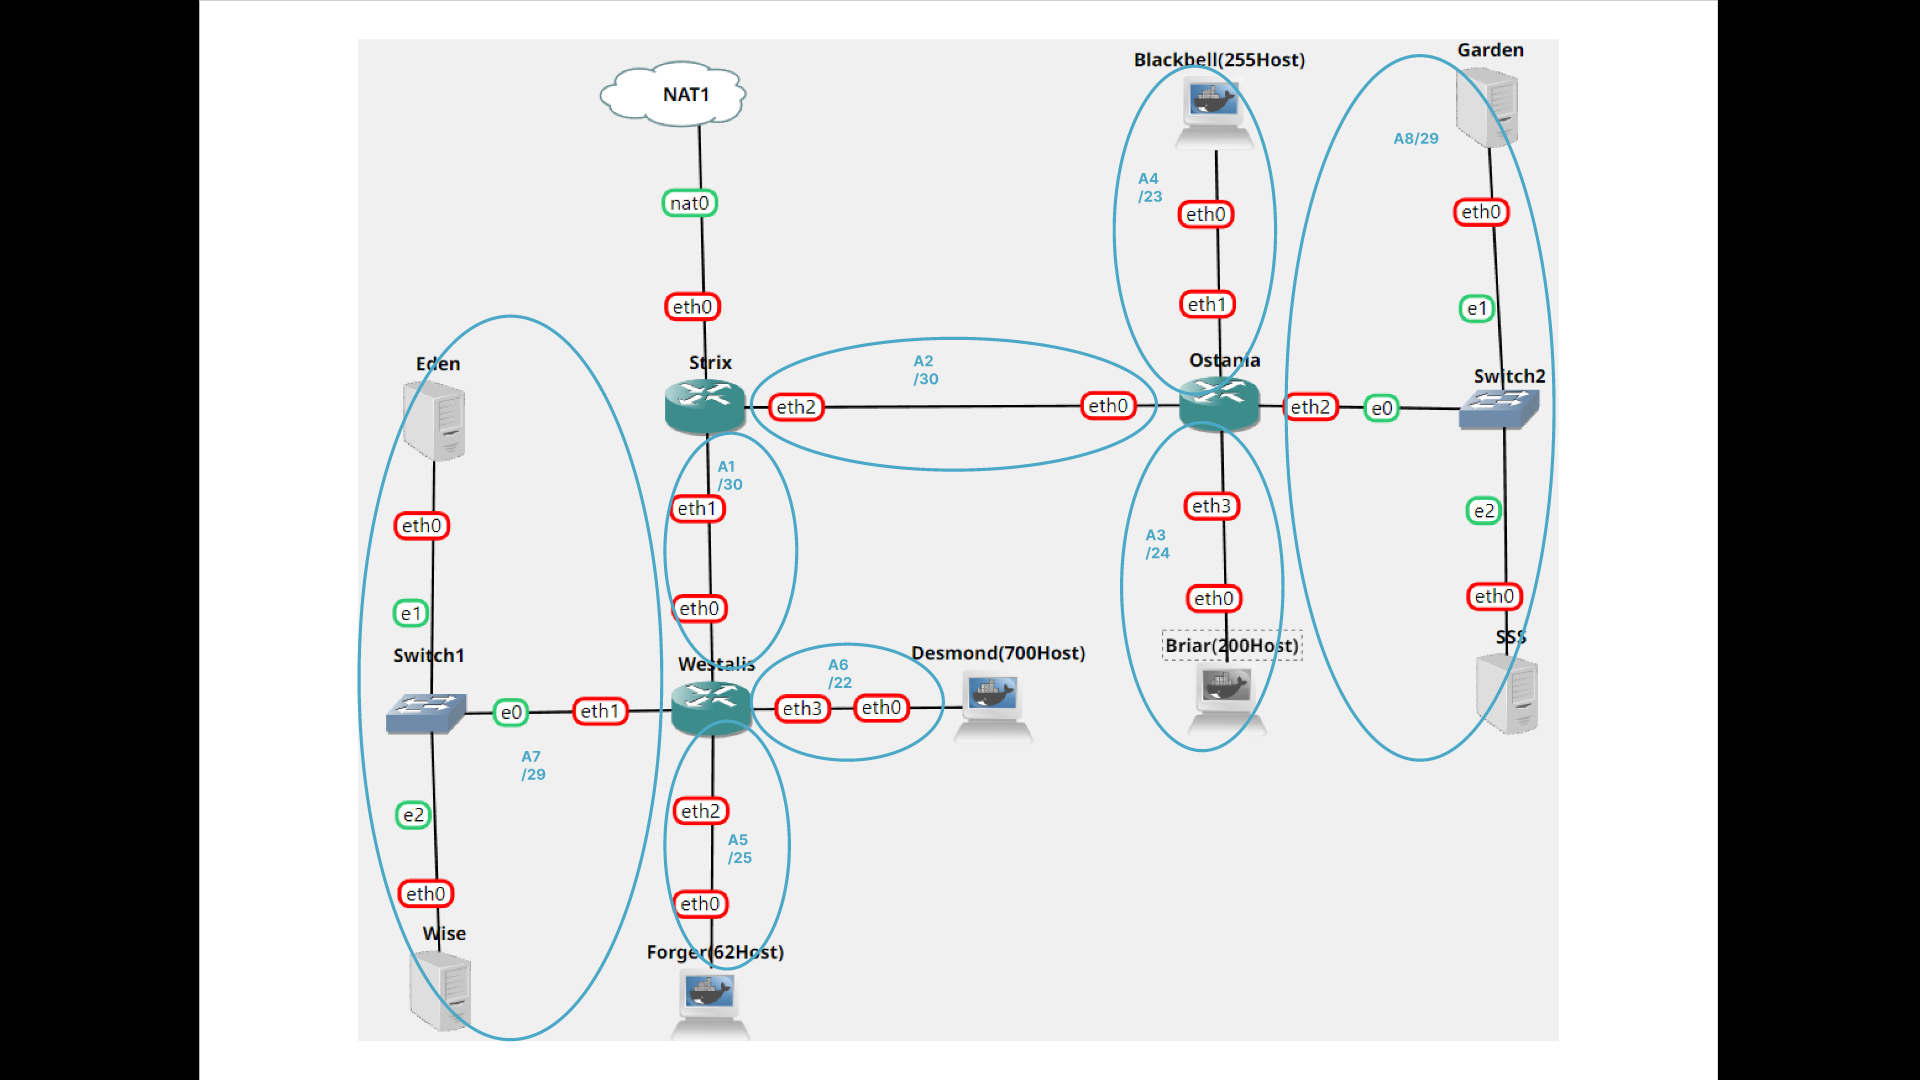 Garden
Blackbell(255Host)
NAT1
A8/29
A4
/23
nat0
eth0
eth0
eth0
eth1
e1
Eden
Strix
A2
/30
Ostania
Switch2
eth2
eth0
eth2
e0
A1
/30
eth1
eth3
e2
eth0
A3
/24
e1
eth0
eth0
eth0
SSS
Switch1
Westalis
A6
/22
Desmond(700Host)
Briar(200Host)
e0
eth1
eth3
eth0
A7
/29
e2
eth2
A5
/25
eth0
eth0
Wise
Forger(62Host)